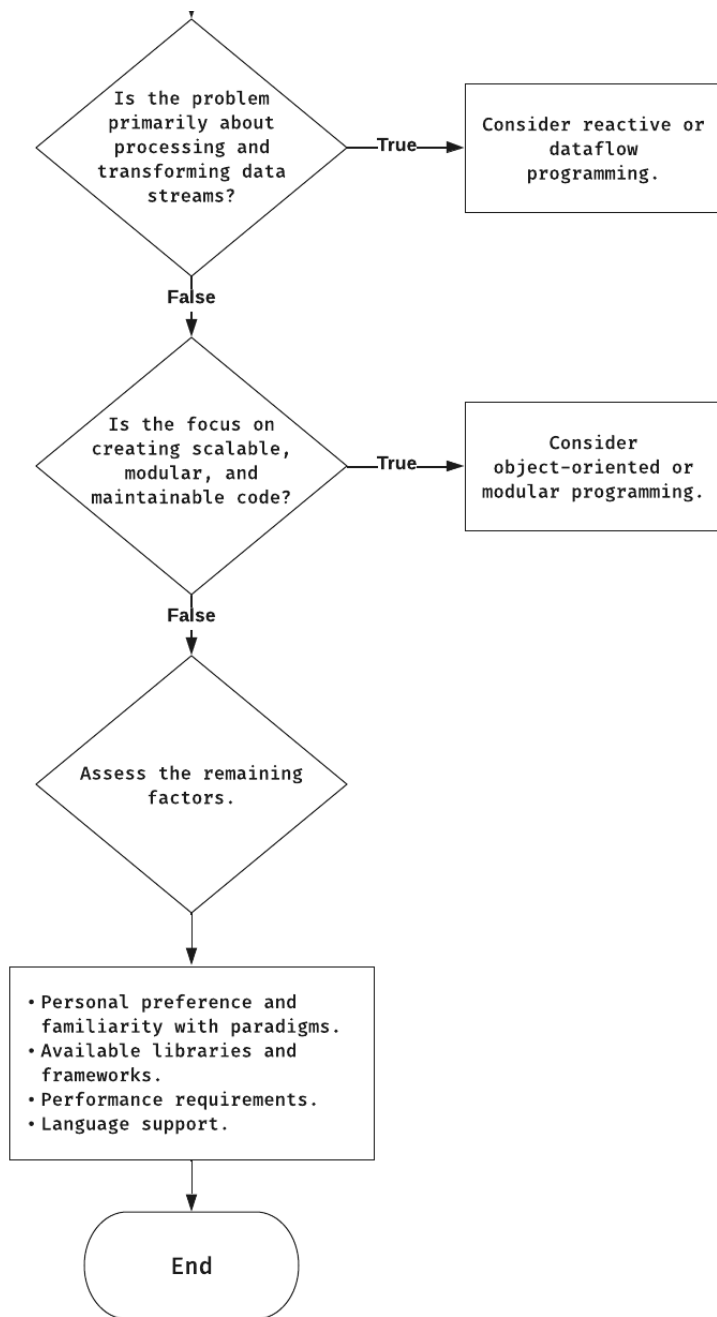 Is the problem
primarily about
processing and
transforming data
streams?
True
Consider reactive or
dataflow
programming.
False
Is the focus on
creating scalable,
modular, and
maintainable code?
True
Consider
object-oriented or
modular programming.
False
Assess the remaining
factors.
• Personal preference and
familiarity with paradigms.
• Available libraries and
frameworks.
• Performance requirements.
• Language support.
End